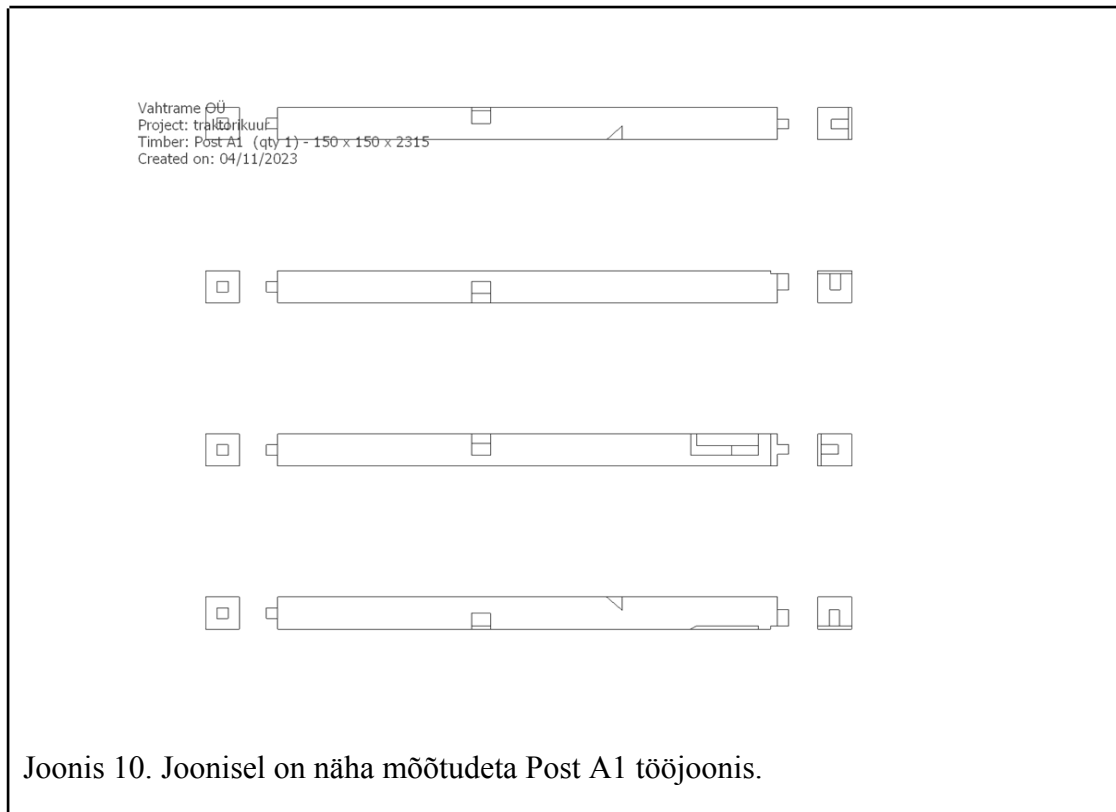 Vahtrame OÜ
Project: traktorikuur
Timber: Post A1 (qty 1) - 150 x 150 x 2315
Created on: 04/11/2023
Joonis 10. Joonisel on näha mõõtudeta Post A1 tööjoonis.